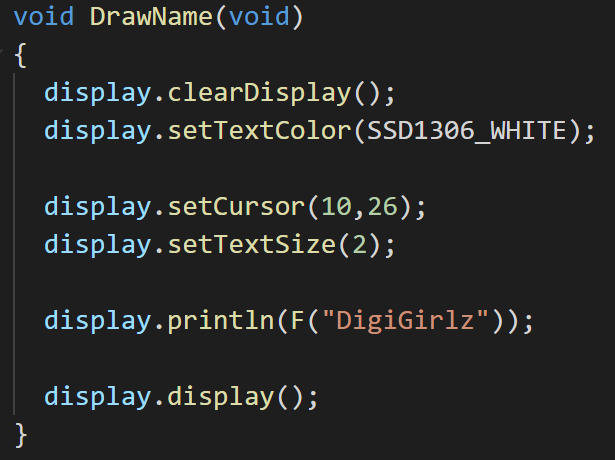 void DrawName(void)
{
  display.clearDisplay();
  display.setTextColor(SSD1306_WHITE);

  display.setCursor(10,26);
  display.setTextSize(2);

  display.println(F("DigiGirlz"));

  display.display();
}